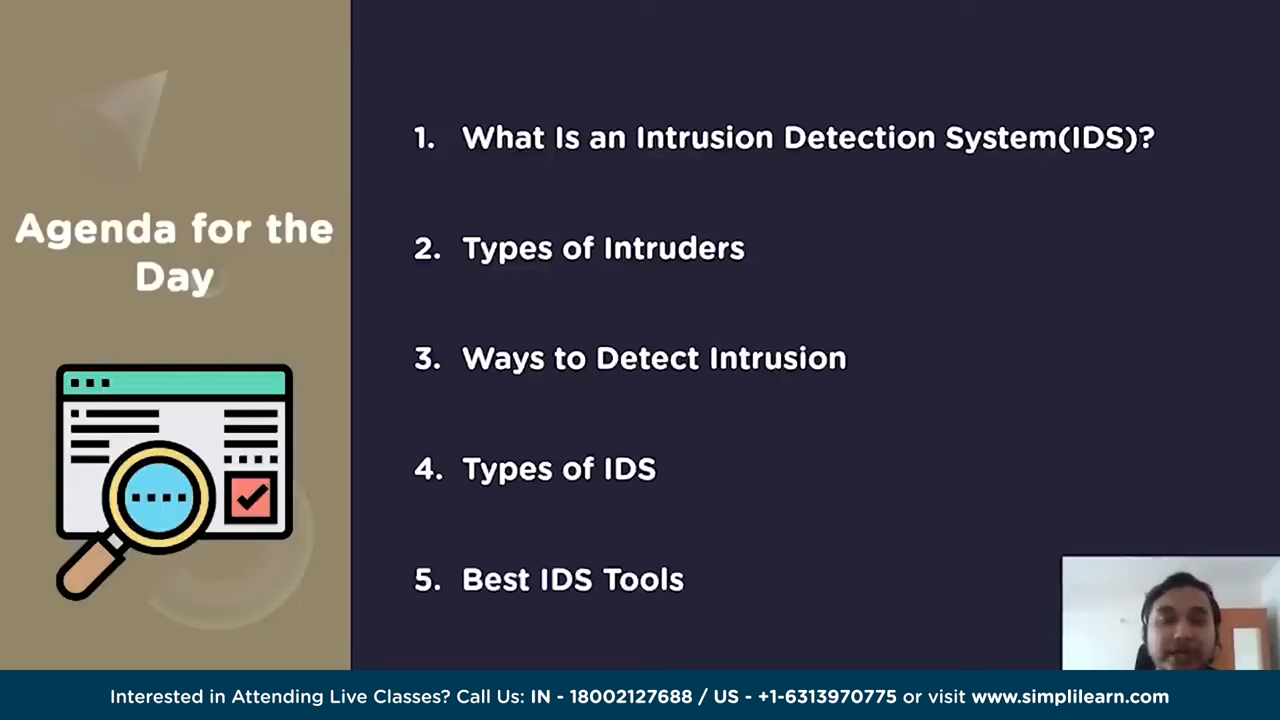 Agenda for the
Day
1. What Is an Intrusion Detection System(IDS)?
2. Types of Intruders
3. Ways to Detect Intrusion
4. Types of IDS
5. Best IDS Tools
Interested in Attending Live Classes? Call Us: IN - 18002127688 / US - +1-6313970775 or visit www.simplilearn.com